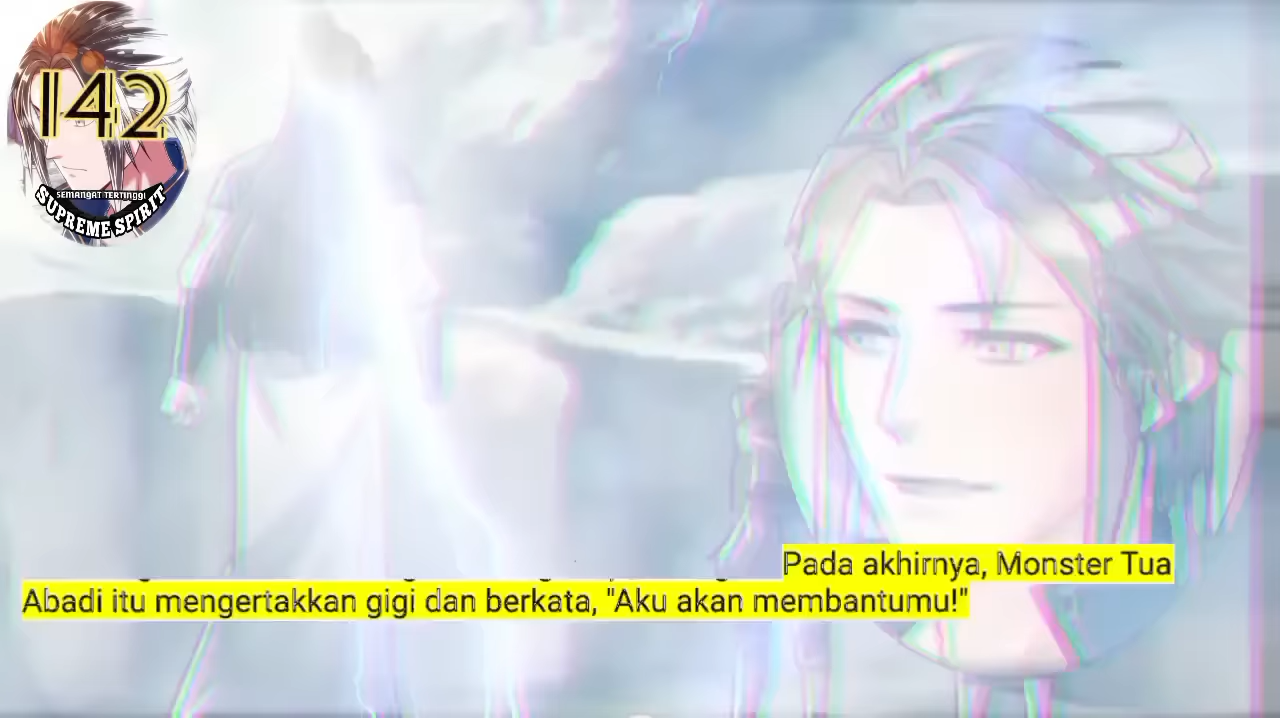 142
SEMANGAT TERTINGGI
SUPREME SPIRIT
Pada akhirnya, Monster Tua
Abadi itu mengertakkan gigi dan berkata, "Aku akan membantumu!"